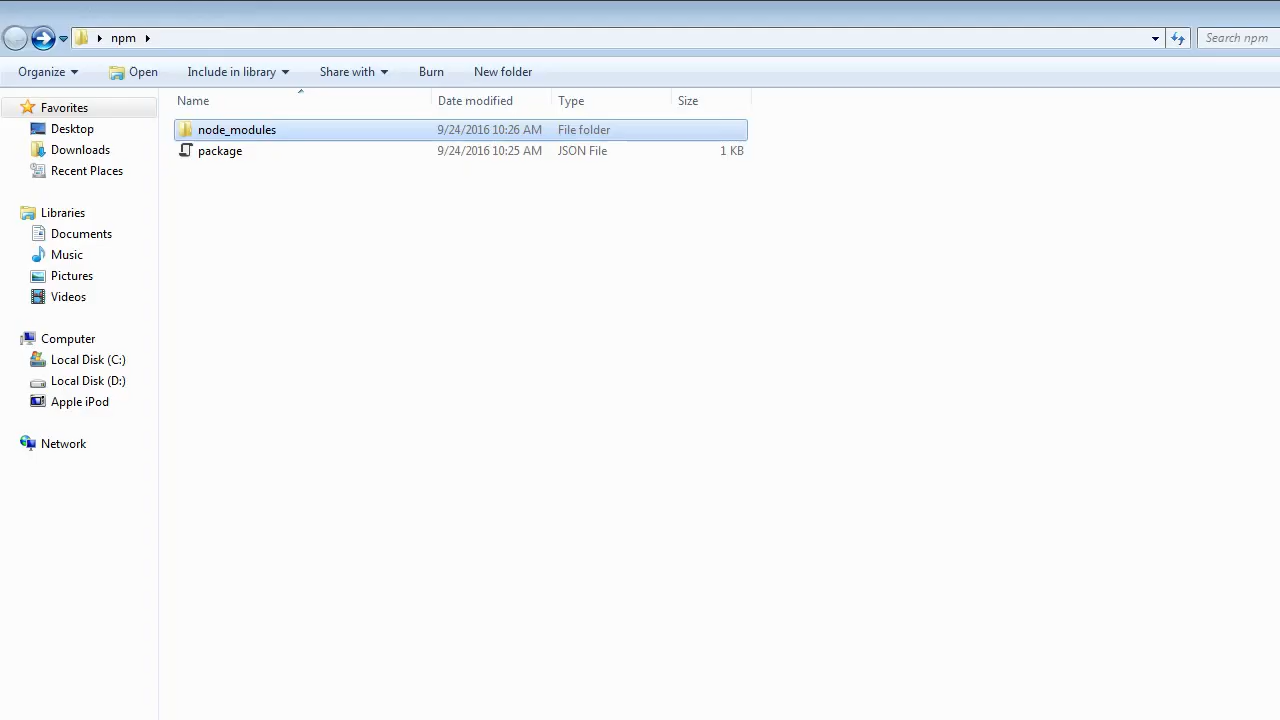 npm
Search npm
Organize Open Include in library Share with Burn New folder
Name Date modified Type Size
Favorites
Desktop
Downloads
Recent Places
Libraries
Documents
Music
Pictures
Videos
Computer
Local Disk (C:)
Local Disk (D:)
Apple iPod
Network
node_modules 9/24/2016 10:26 AM File folder
package 9/24/2016 10:25 AM JSON File 1 KB